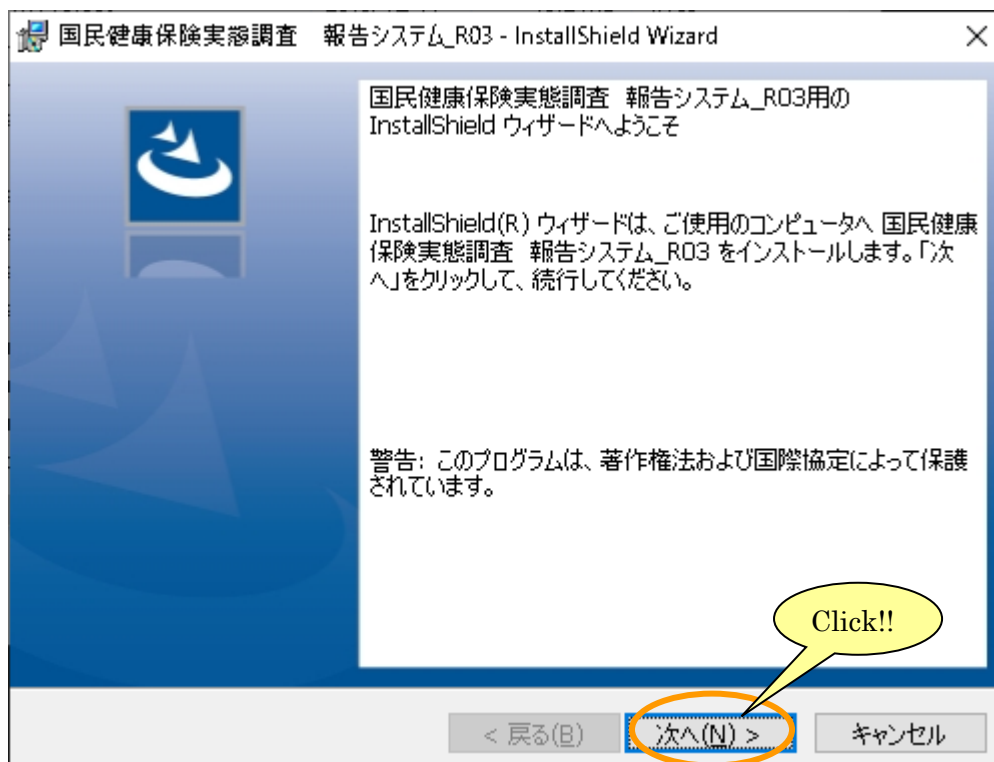 国民健康保険実態調査　報告システム_R03 - InstallShield Wizard
国民健康保険実態調査　報告システム_R03用の
InstallShield ウィザードへようこそ
InstallShield(R) ウィザードは、ご使用のコンピュータへ 国民健康
保険実態調査　報告システム_R03 をインストールします。「次
へ」をクリックして、続行してください。
警告: このプログラムは、著作権法および国際協定によって保護
されています。
Click!!
< 戻る(B)
次へ(N) >
キャンセル